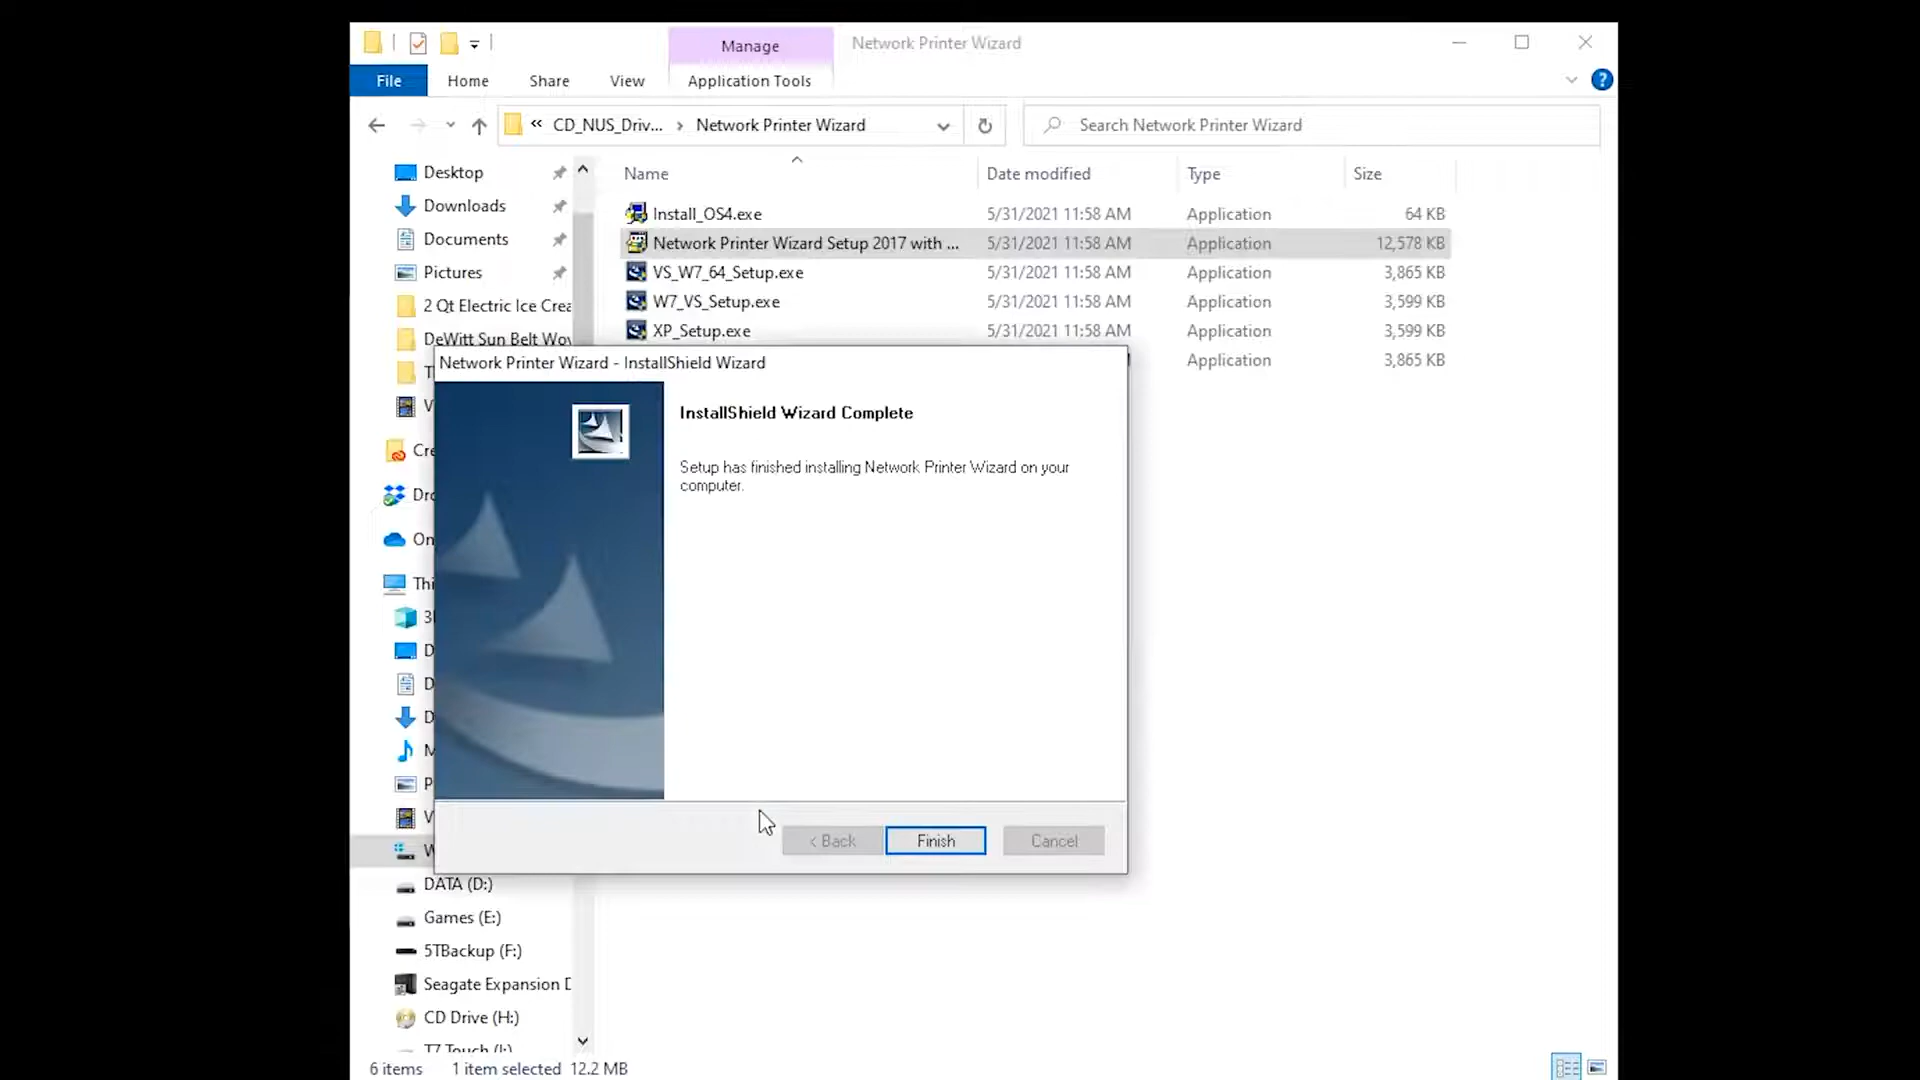 Manage
Network Printer Wizard
File
Home
Share
View
Application Tools
?
« CD_NUS_Driv... › Network Printer Wizard
Search Network Printer Wizard
Name
Date modified
Type
Size
Desktop
Downloads
Documents
Pictures
2 Qt Electric Ice Crea
DeWitt Sun Belt Wov
T
V
Cre
Dro
On
Thi
3
D
D
D
M
P
V
W
DATA (D:)
Games (E:)
5TBackup (F:)
Seagate Expansion D
CD Drive (H:)
T7 Touch (I:)
Install_OS4.exe 5/31/2021 11:58 AM Application 64 KB
Network Printer Wizard Setup 2017 with ... 5/31/2021 11:58 AM Application 12,578 KB
VS_W7_64_Setup.exe 5/31/2021 11:58 AM Application 3,865 KB
W7_VS_Setup.exe 5/31/2021 11:58 AM Application 3,599 KB
XP_Setup.exe 5/31/2021 11:58 AM Application 3,599 KB
Application 3,865 KB
Network Printer Wizard - InstallShield Wizard
InstallShield Wizard Complete
Setup has finished installing Network Printer Wizard on your
computer.
< Back
Finish
Cancel
6 items 1 item selected 12.2 MB